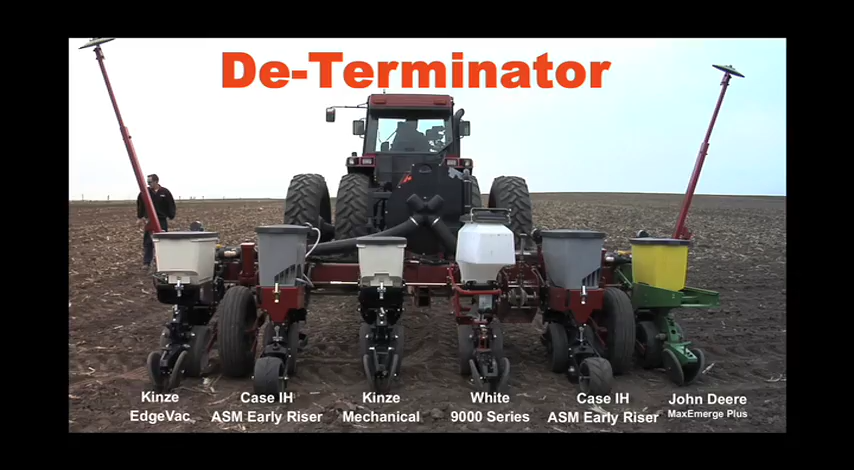 De-Terminator
Kinze
EdgeVac
Case IH
ASM Early Riser
Kinze
Mechanical
White
9000 Series
Case IH
ASM Early Riser
John Deere
MaxEmerge Plus